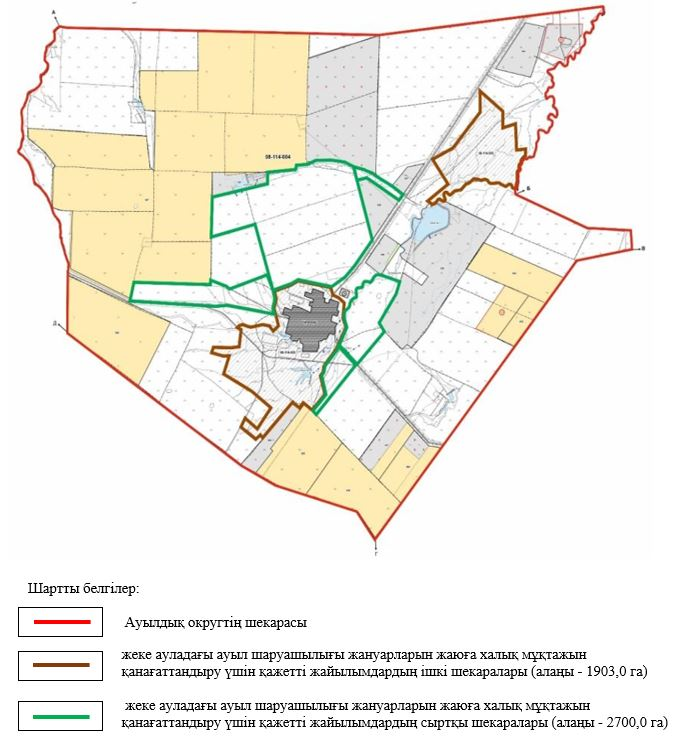 А
08-114-004
Б
В
Д
Г
Шартты белгілер:
Ауылдық округтің шекарасы
жеке ауладағы ауыл шаруашылығы жануарларын жаюға халық мұқтажын
қанағаттандыру үшін қажетті жайылымдардың ішкі шекаралары (алаңы - 1903,0 га)
жеке ауладағы ауыл шаруашылығы жануарларын жаюға халық мұқтажын
қанағаттандыру үшін қажетті жайылымдардың сыртқы шекаралары (алаңы - 2700,0 га)